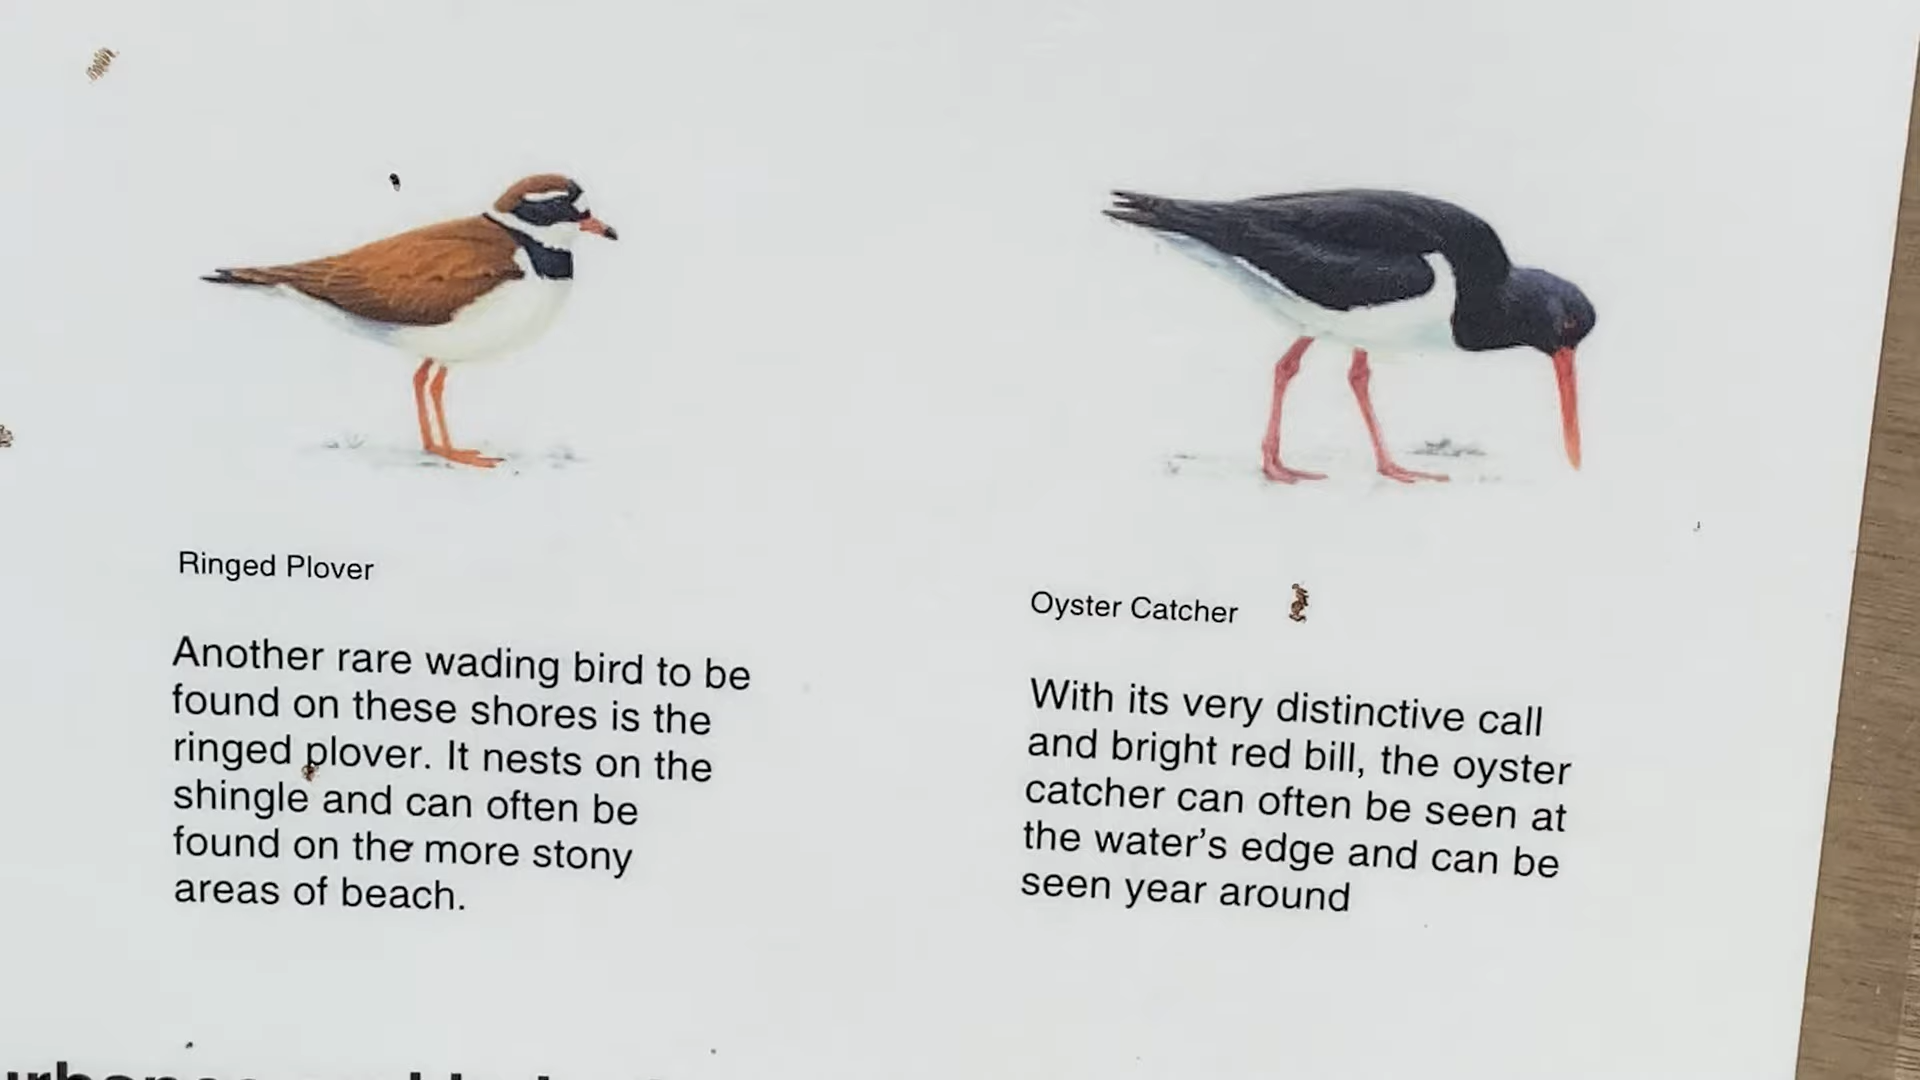 Ringed Plover
Another rare wading bird to be
found on these shores is the
ringed plover. It nests on the
shingle and can often be
found on the more stony
areas of beach.
Oyster Catcher
With its very distinctive call
and bright red bill, the oyster
catcher can often be seen at
the water's edge and can be
seen year around